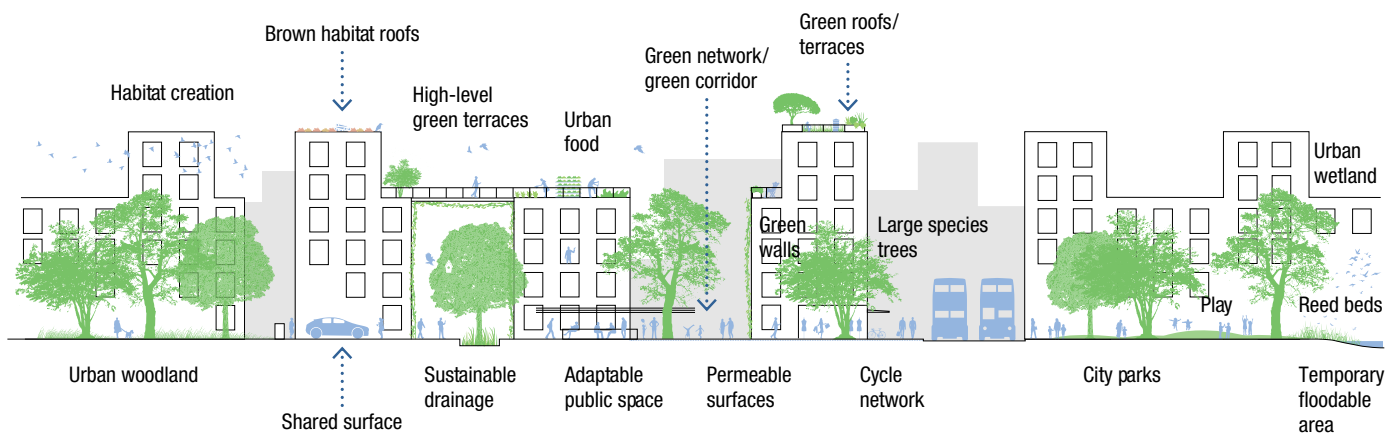 Brown habitat roofs
Habitat creation
High-level
green terraces
Urban
food
Green network/
green corridor
Green roofs/
terraces
Urban
wetland
Green
walls
Large species
trees
Play
Reed beds
Urban woodland
Shared surface
Sustainable
drainage
Adaptable
public space
Permeable
surfaces
Cycle
network
City parks
Temporary
floodable
area